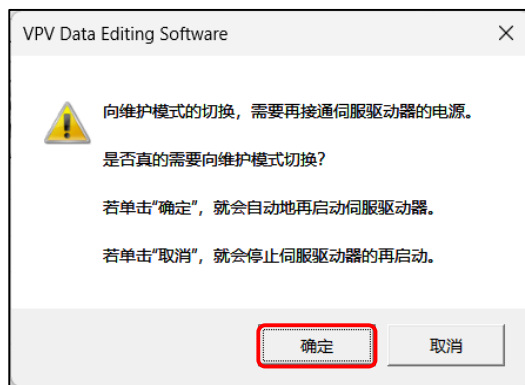 VPV Data Editing Software
向维护模式的切换，需要再接通伺服驱动器的电源。
是否真的需要向维护模式切换？
若单击“确定”，就会自动地再启动伺服驱动器。
若单击“取消”，就会停止伺服驱动器的再启动。
确定
取消